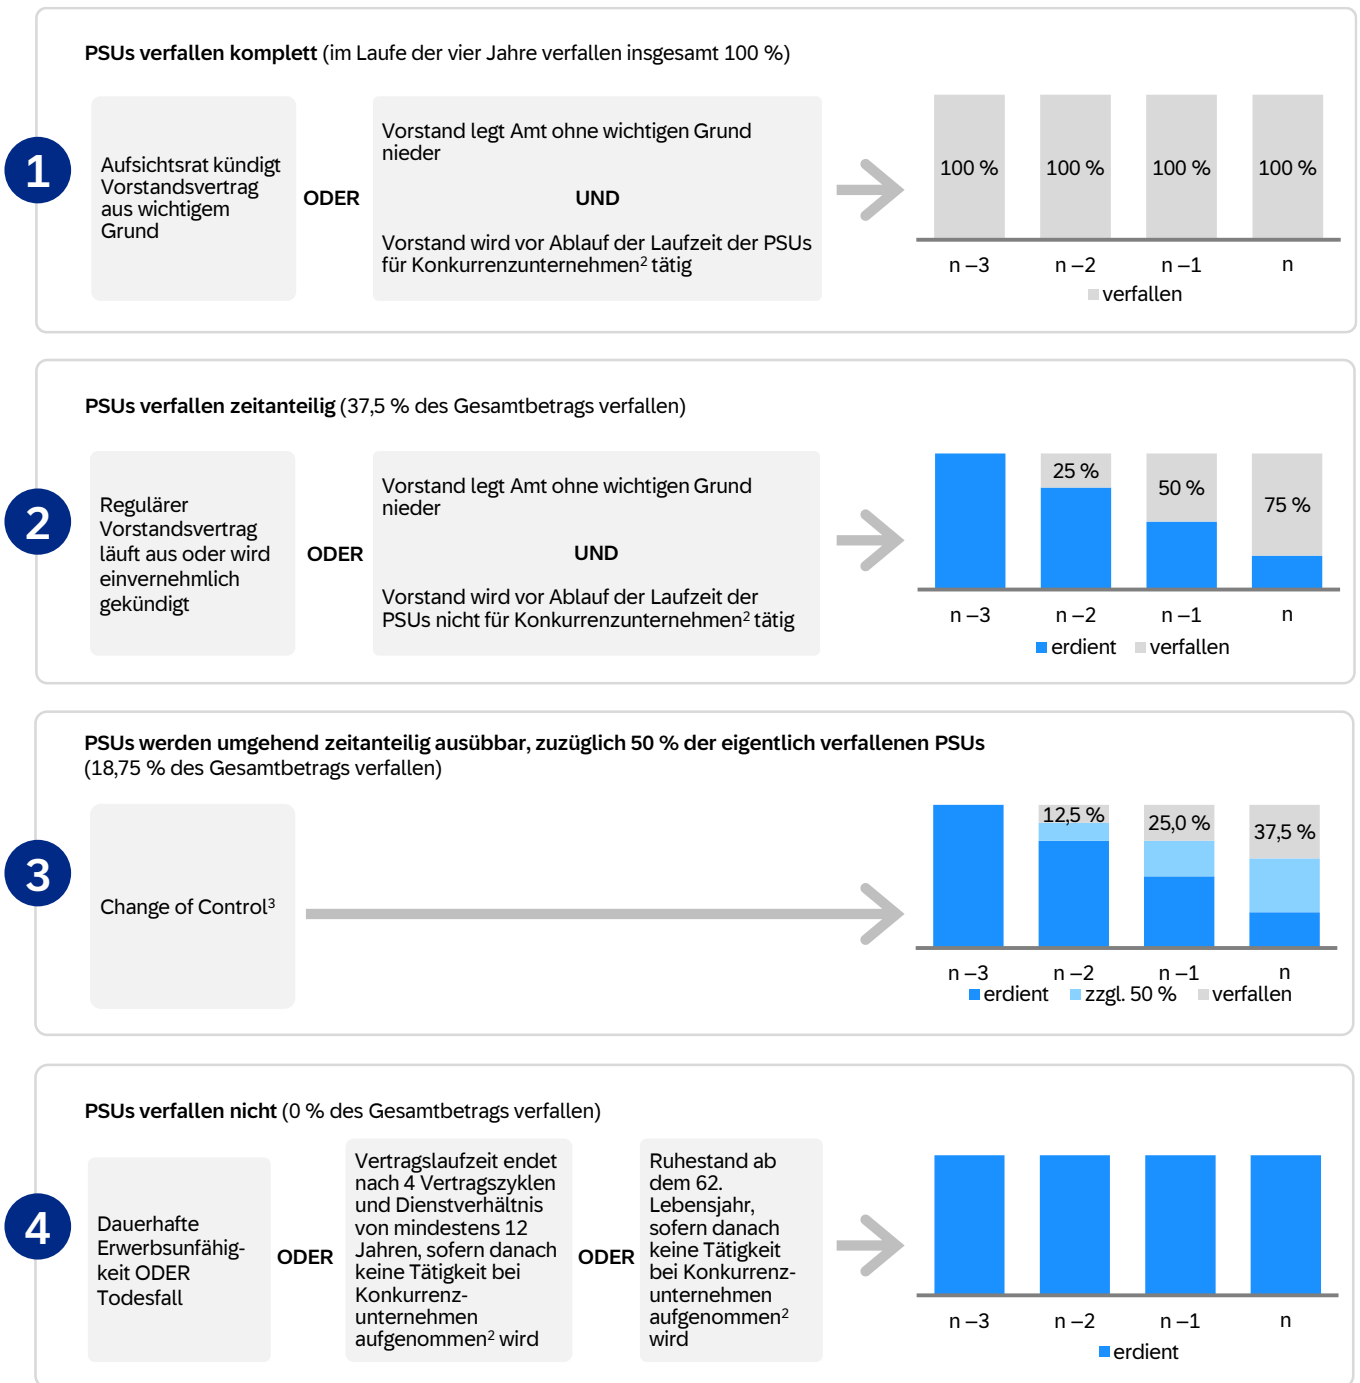 PSUs verfallen komplett (im Laufe der vier Jahre verfallen insgesamt 100 %)
1
Aufsichtsrat kündigt
Vorstandsvertrag
aus wichtigem
Grund
ODER
Vorstand legt Amt ohne wichtigen Grund
nieder
UND
Vorstand wird vor Ablauf der Laufzeit der PSUs
für Konkurrenzunternehmen² tätig
100 % 100 % 100 % 100 %
n –3 n –2 n –1 n
verfallen
PSUs verfallen zeitanteilig (37,5 % des Gesamtbetrags verfallen)
2
Regulärer
Vorstandsvertrag
läuft aus oder wird
einvernehmlich
gekündigt
ODER
Vorstand legt Amt ohne wichtigen Grund
nieder
UND
Vorstand wird vor Ablauf der Laufzeit der
PSUs nicht für Konkurrenzunternehmen² tätig
25 % 50 % 75 %
n –3 n –2 n –1 n
erdient verfallen
PSUs werden umgehend zeitanteilig ausübbar, zuzüglich 50 % der eigentlich verfallenen PSUs
(18,75 % des Gesamtbetrags verfallen)
3
Change of Control³
12,5 % 25,0 % 37,5 %
n –3 n –2 n –1 n
erdient zzgl. 50 % verfallen
PSUs verfallen nicht (0 % des Gesamtbetrags verfallen)
4
Dauerhafte
Erwerbsunfähig-
keit ODER
Todesfall
ODER
Vertragslaufzeit endet
nach 4 Vertragszyklen
und Dienstverhältnis
von mindestens 12
Jahren, sofern danach
keine Tätigkeit bei
Konkurrenz-
unternehmen
aufgenommen² wird
ODER
Ruhestand ab
dem 62.
Lebensjahr,
sofern danach
keine Tätigkeit
bei Konkurrenz-
unternehmen
aufgenommen²
wird
n –3 n –2 n –1 n
erdient